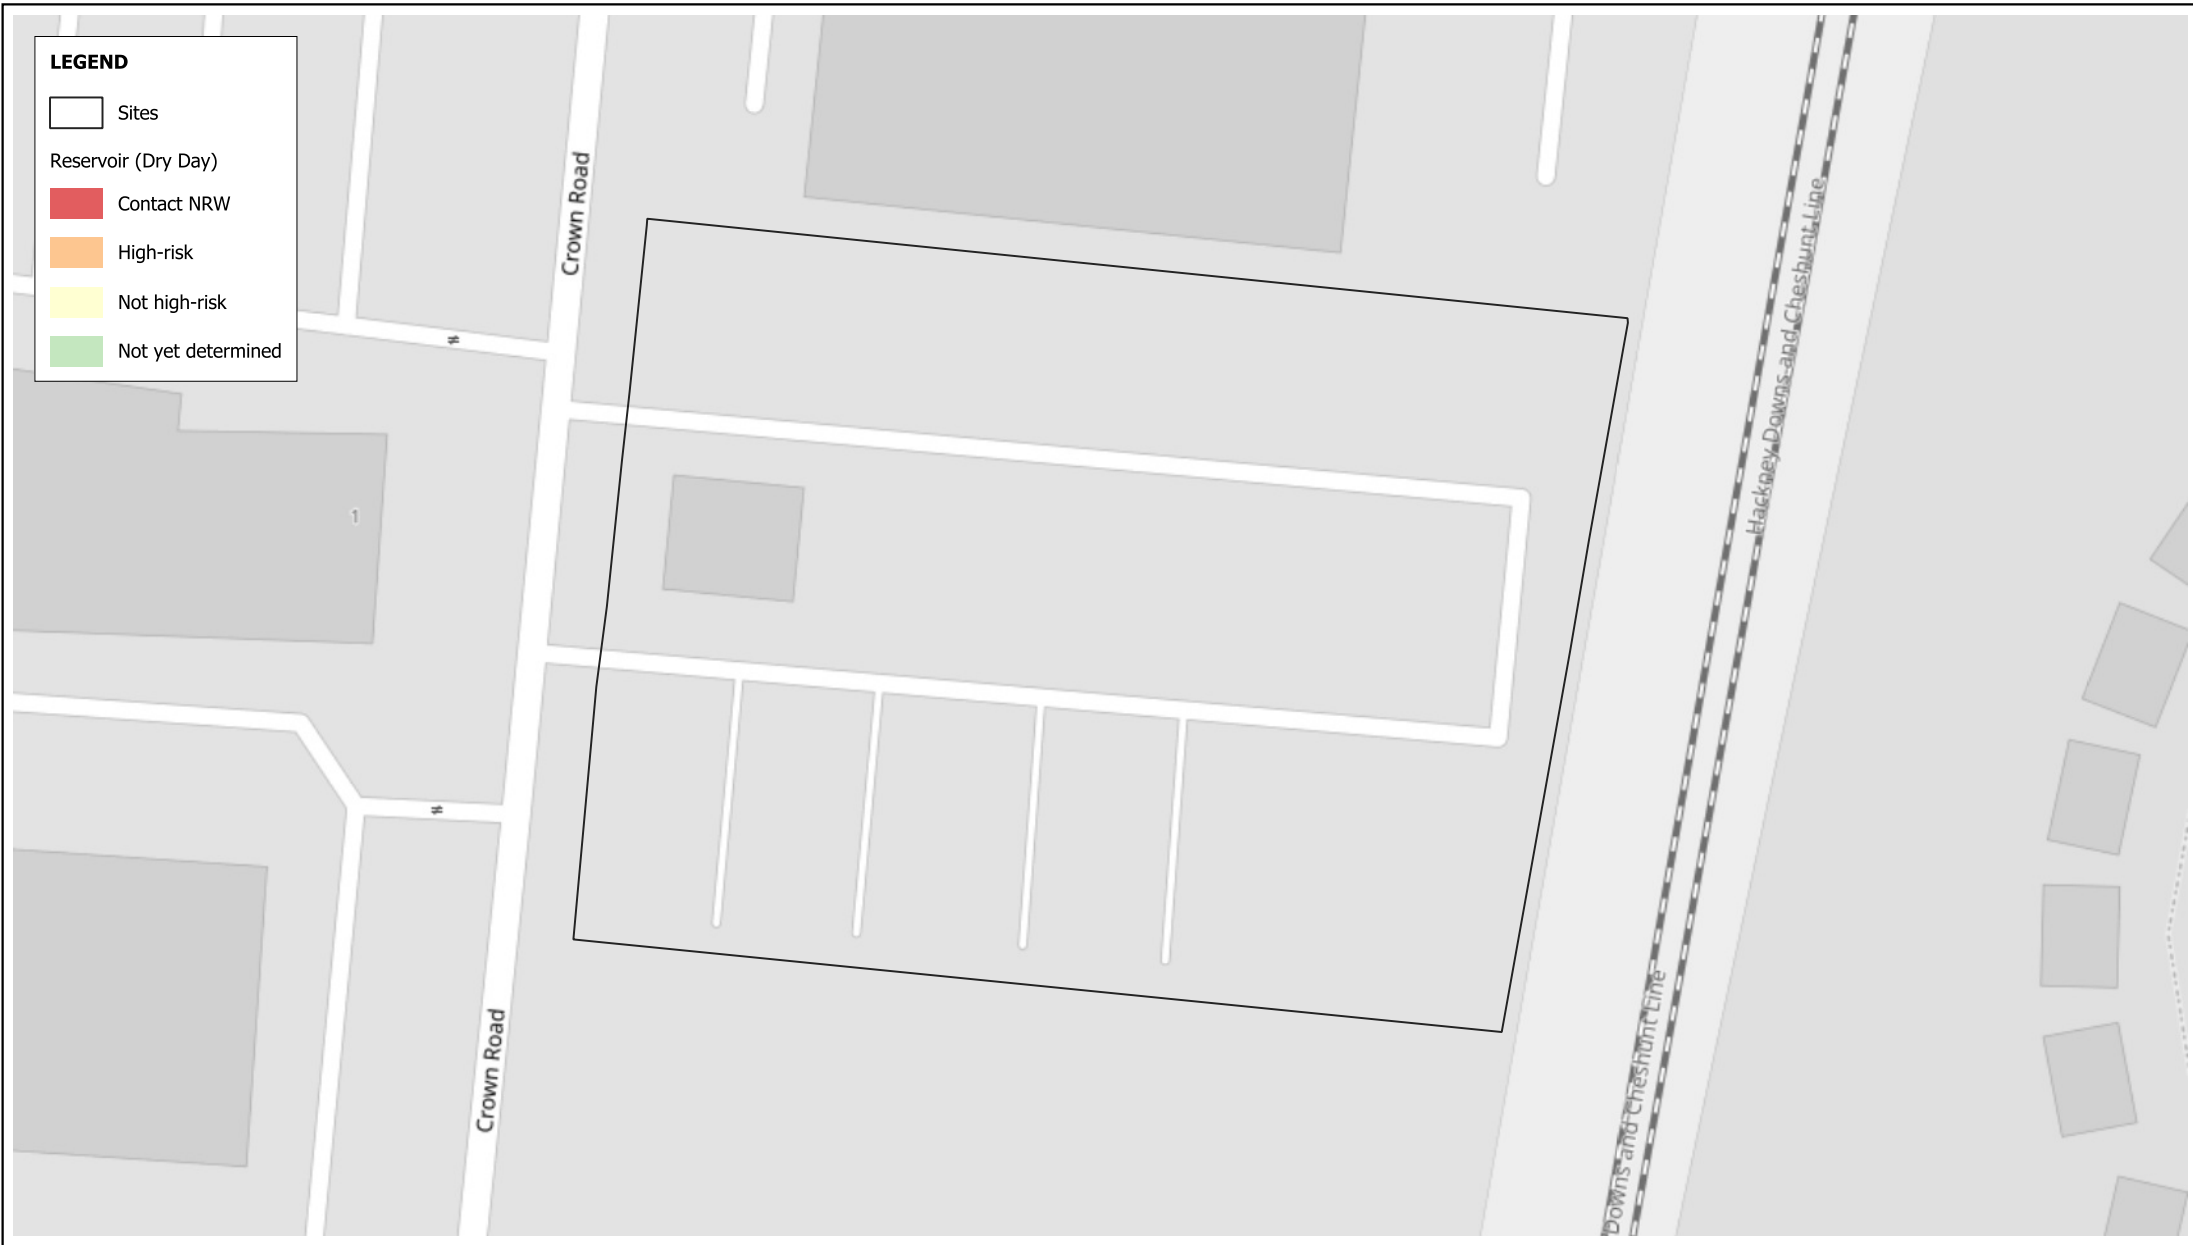 LEGEND
Sites
Reservoir (Dry Day)
Contact NRW
High-risk
Not high-risk
Not yet determined
Crown Road
Hackney Downs and Cheshunt Line
1
Crown Road
Downs and Cheshunt Line